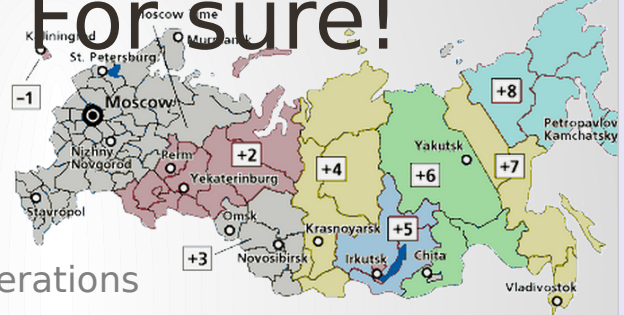 For sure!
Moscow time
Kaliningrad
Murmansk
St. Petersburg
-1
+8
Moscow
Petropavlov
Kamchatsky
Nizhny
Novgorod
Perm
+2
Yakutsk
+7
+4
+6
Yekaterinburg
Stavropol
Omsk
+5
Krasnoyarsk
+3
Novosibirsk
Irkutsk
Chita
erations
Vladivostok